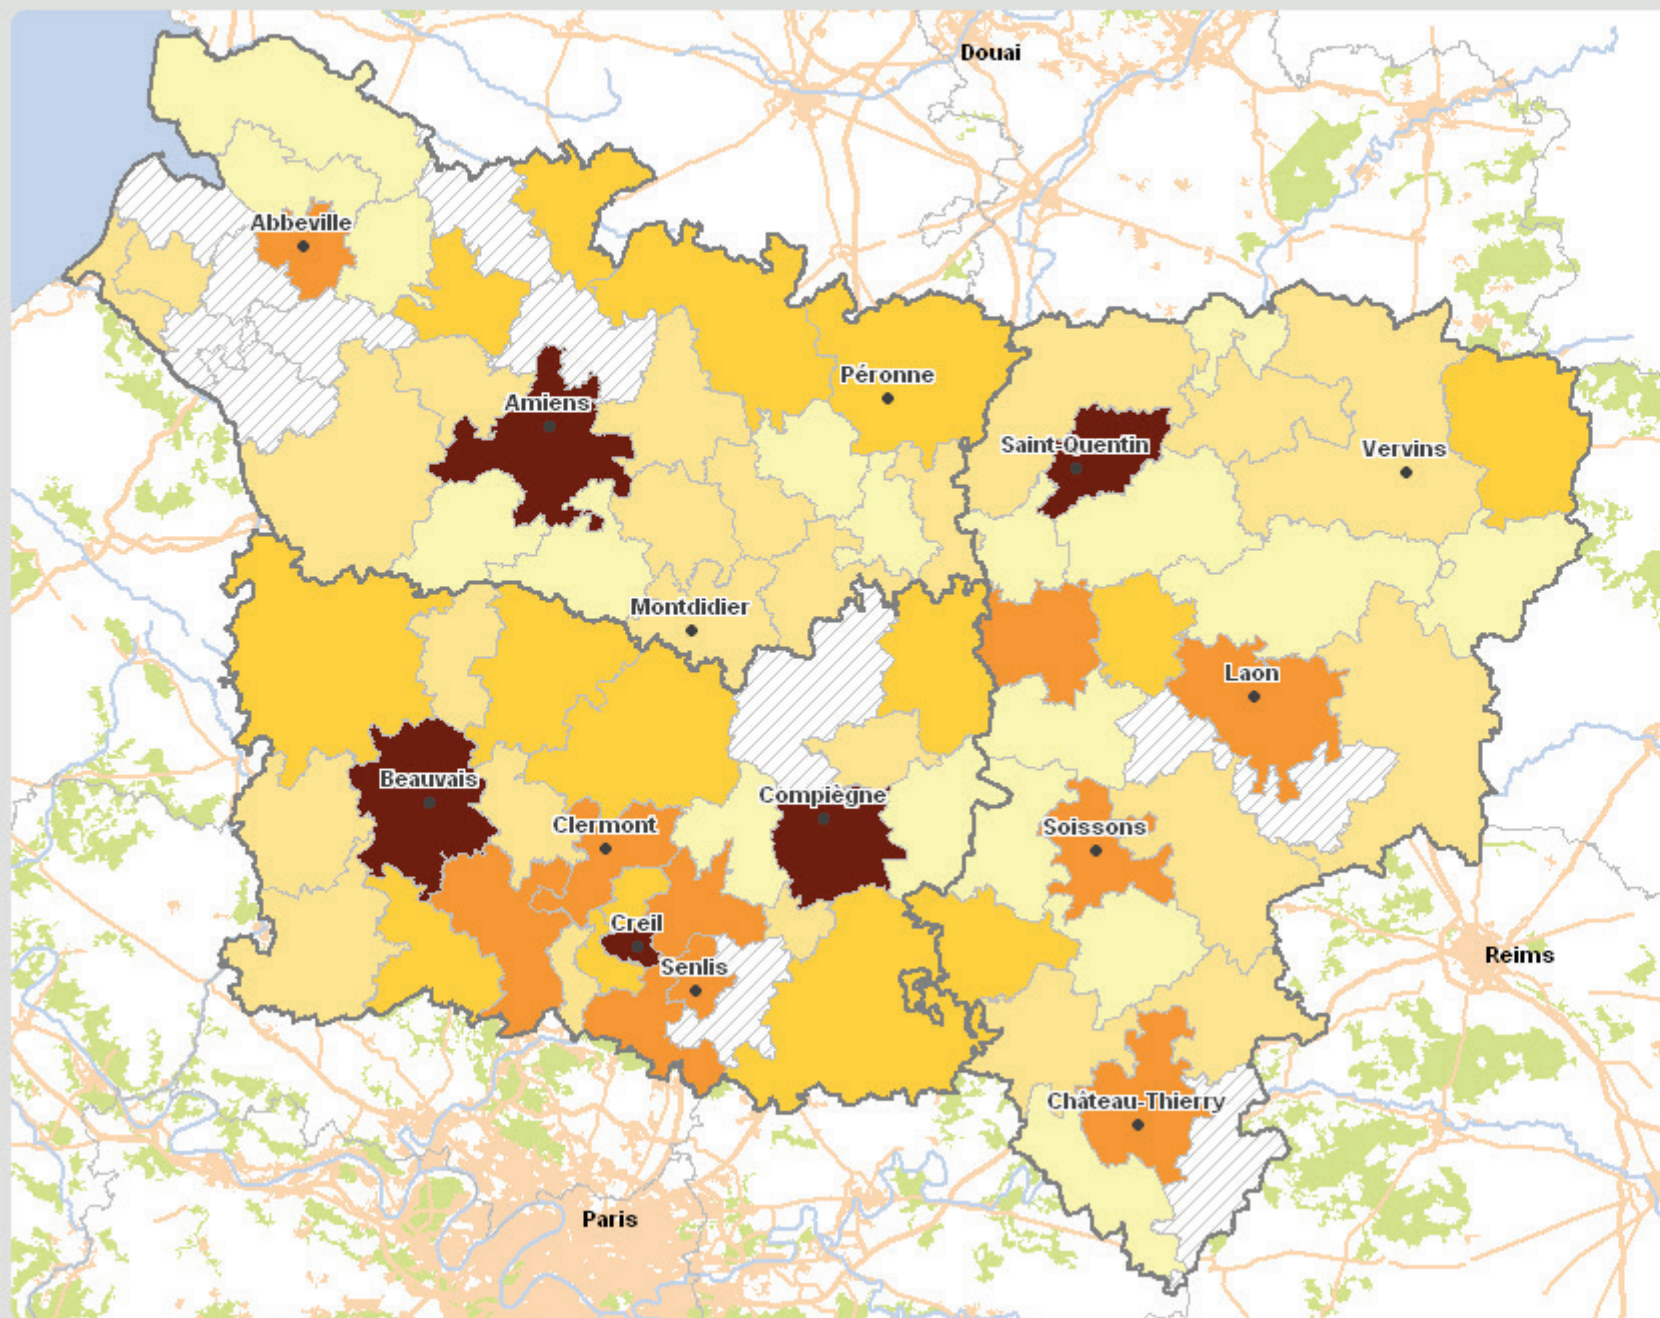 Douai
Abbeville
Péronne
Amiens
Saint-Quentin
Vervins
Montdidier
Laon
Beauvais
Compiègne
Clermont
Soissons
Creil
Senlis
Reims
Château-Thierry
Paris